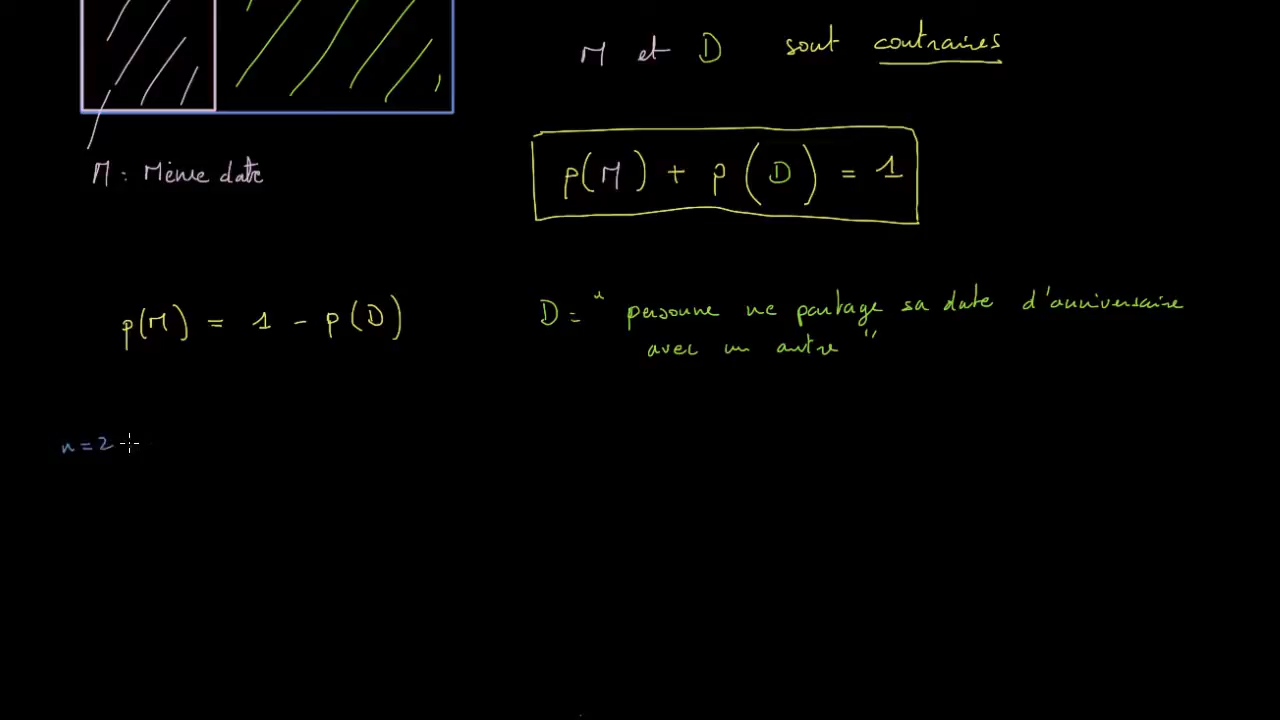 M et D sont contraires
p(M) + p(D) = 1
M : Même date
p(M) = 1 - p(D)
D = " personne ne partage sa date d'anniversaire
avec un autre "
n = 2